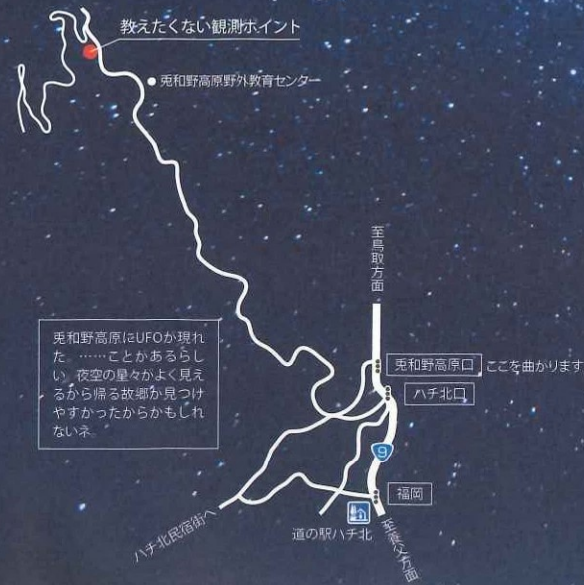 教えたくない観測ポイント
兎和野高原野外教育センター
至鳥取方面
兎和野高原にUFOが現れ
た。……ことがあるらし
い。夜空の星々がよく見え
るから帰る故郷が見つけ
やすかったからかもしれ
ないネ。
兎和野高原口
ここを曲がります
ハチ北口
9
福岡
道の駅ハチ北
ハチ北民宿街へ
至養父方面